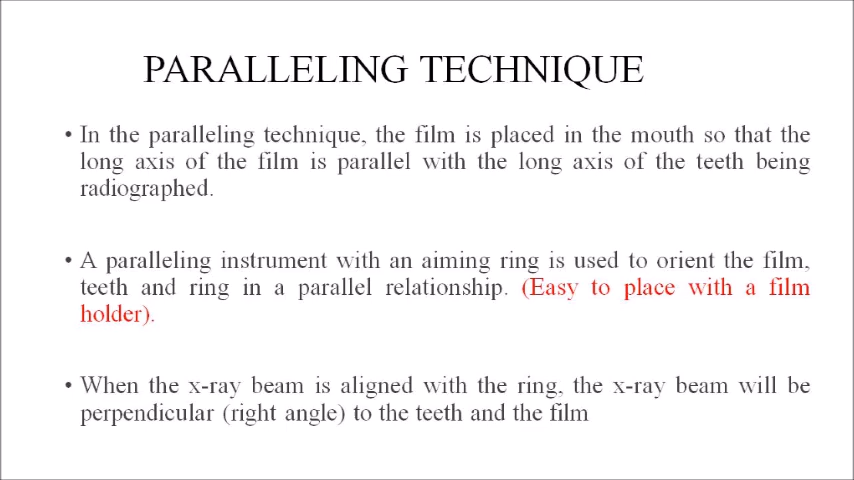 PARALLELING TECHNIQUE
• In the paralleling technique, the film is placed in the mouth so that the
long axis of the film is parallel with the long axis of the teeth being
radiographed.
• A paralleling instrument with an aiming ring is used to orient the film,
teeth and ring in a parallel relationship. (Easy to place with a film
holder).
• When the x-ray beam is aligned with the ring, the x-ray beam will be
perpendicular (right angle) to the teeth and the film